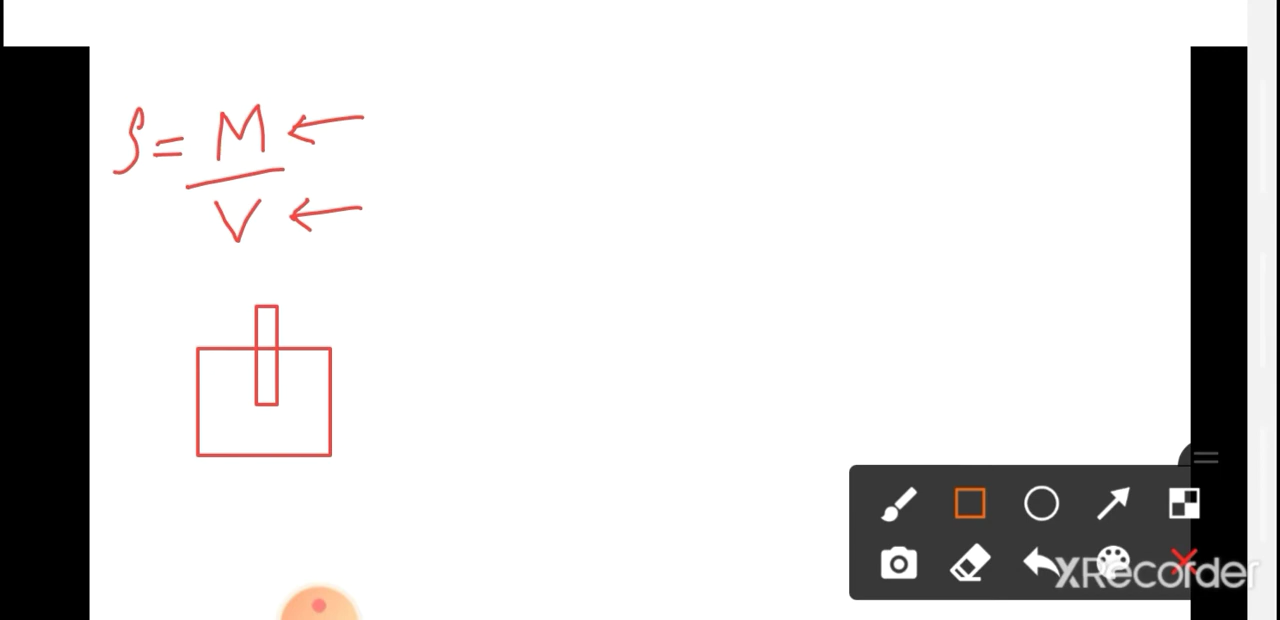 ρ = M ←
V ←
XRecorder